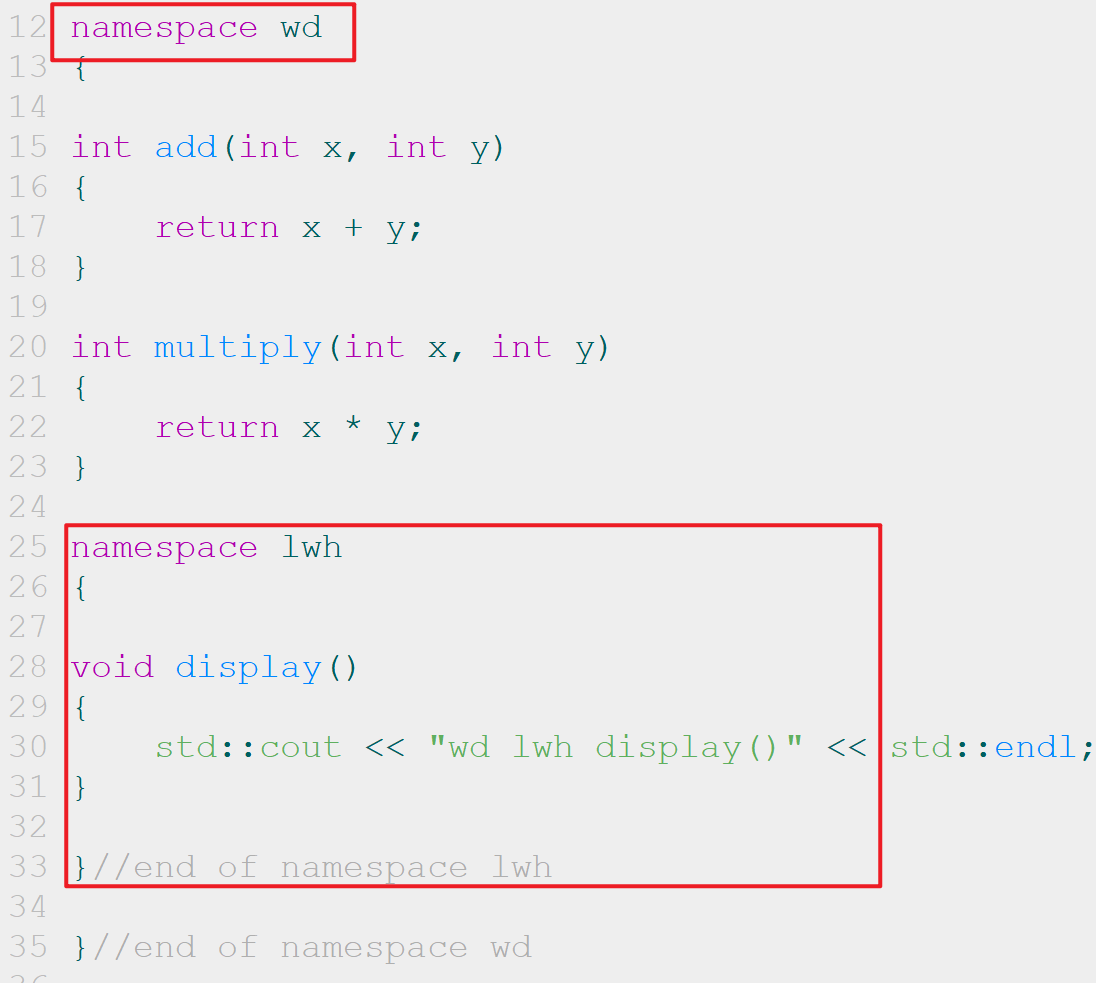 12 namespace wd
13 {
14
15 int add(int x, int y)
16 {
17     return x + y;
18 }
19
20 int multiply(int x, int y)
21 {
22     return x * y;
23 }
24
25 namespace lwh
26 {
27
28 void display()
29 {
30     std::cout << "wd lwh display()" << std::endl;
31 }
32
33 }//end of namespace lwh
34
35 }//end of namespace wd